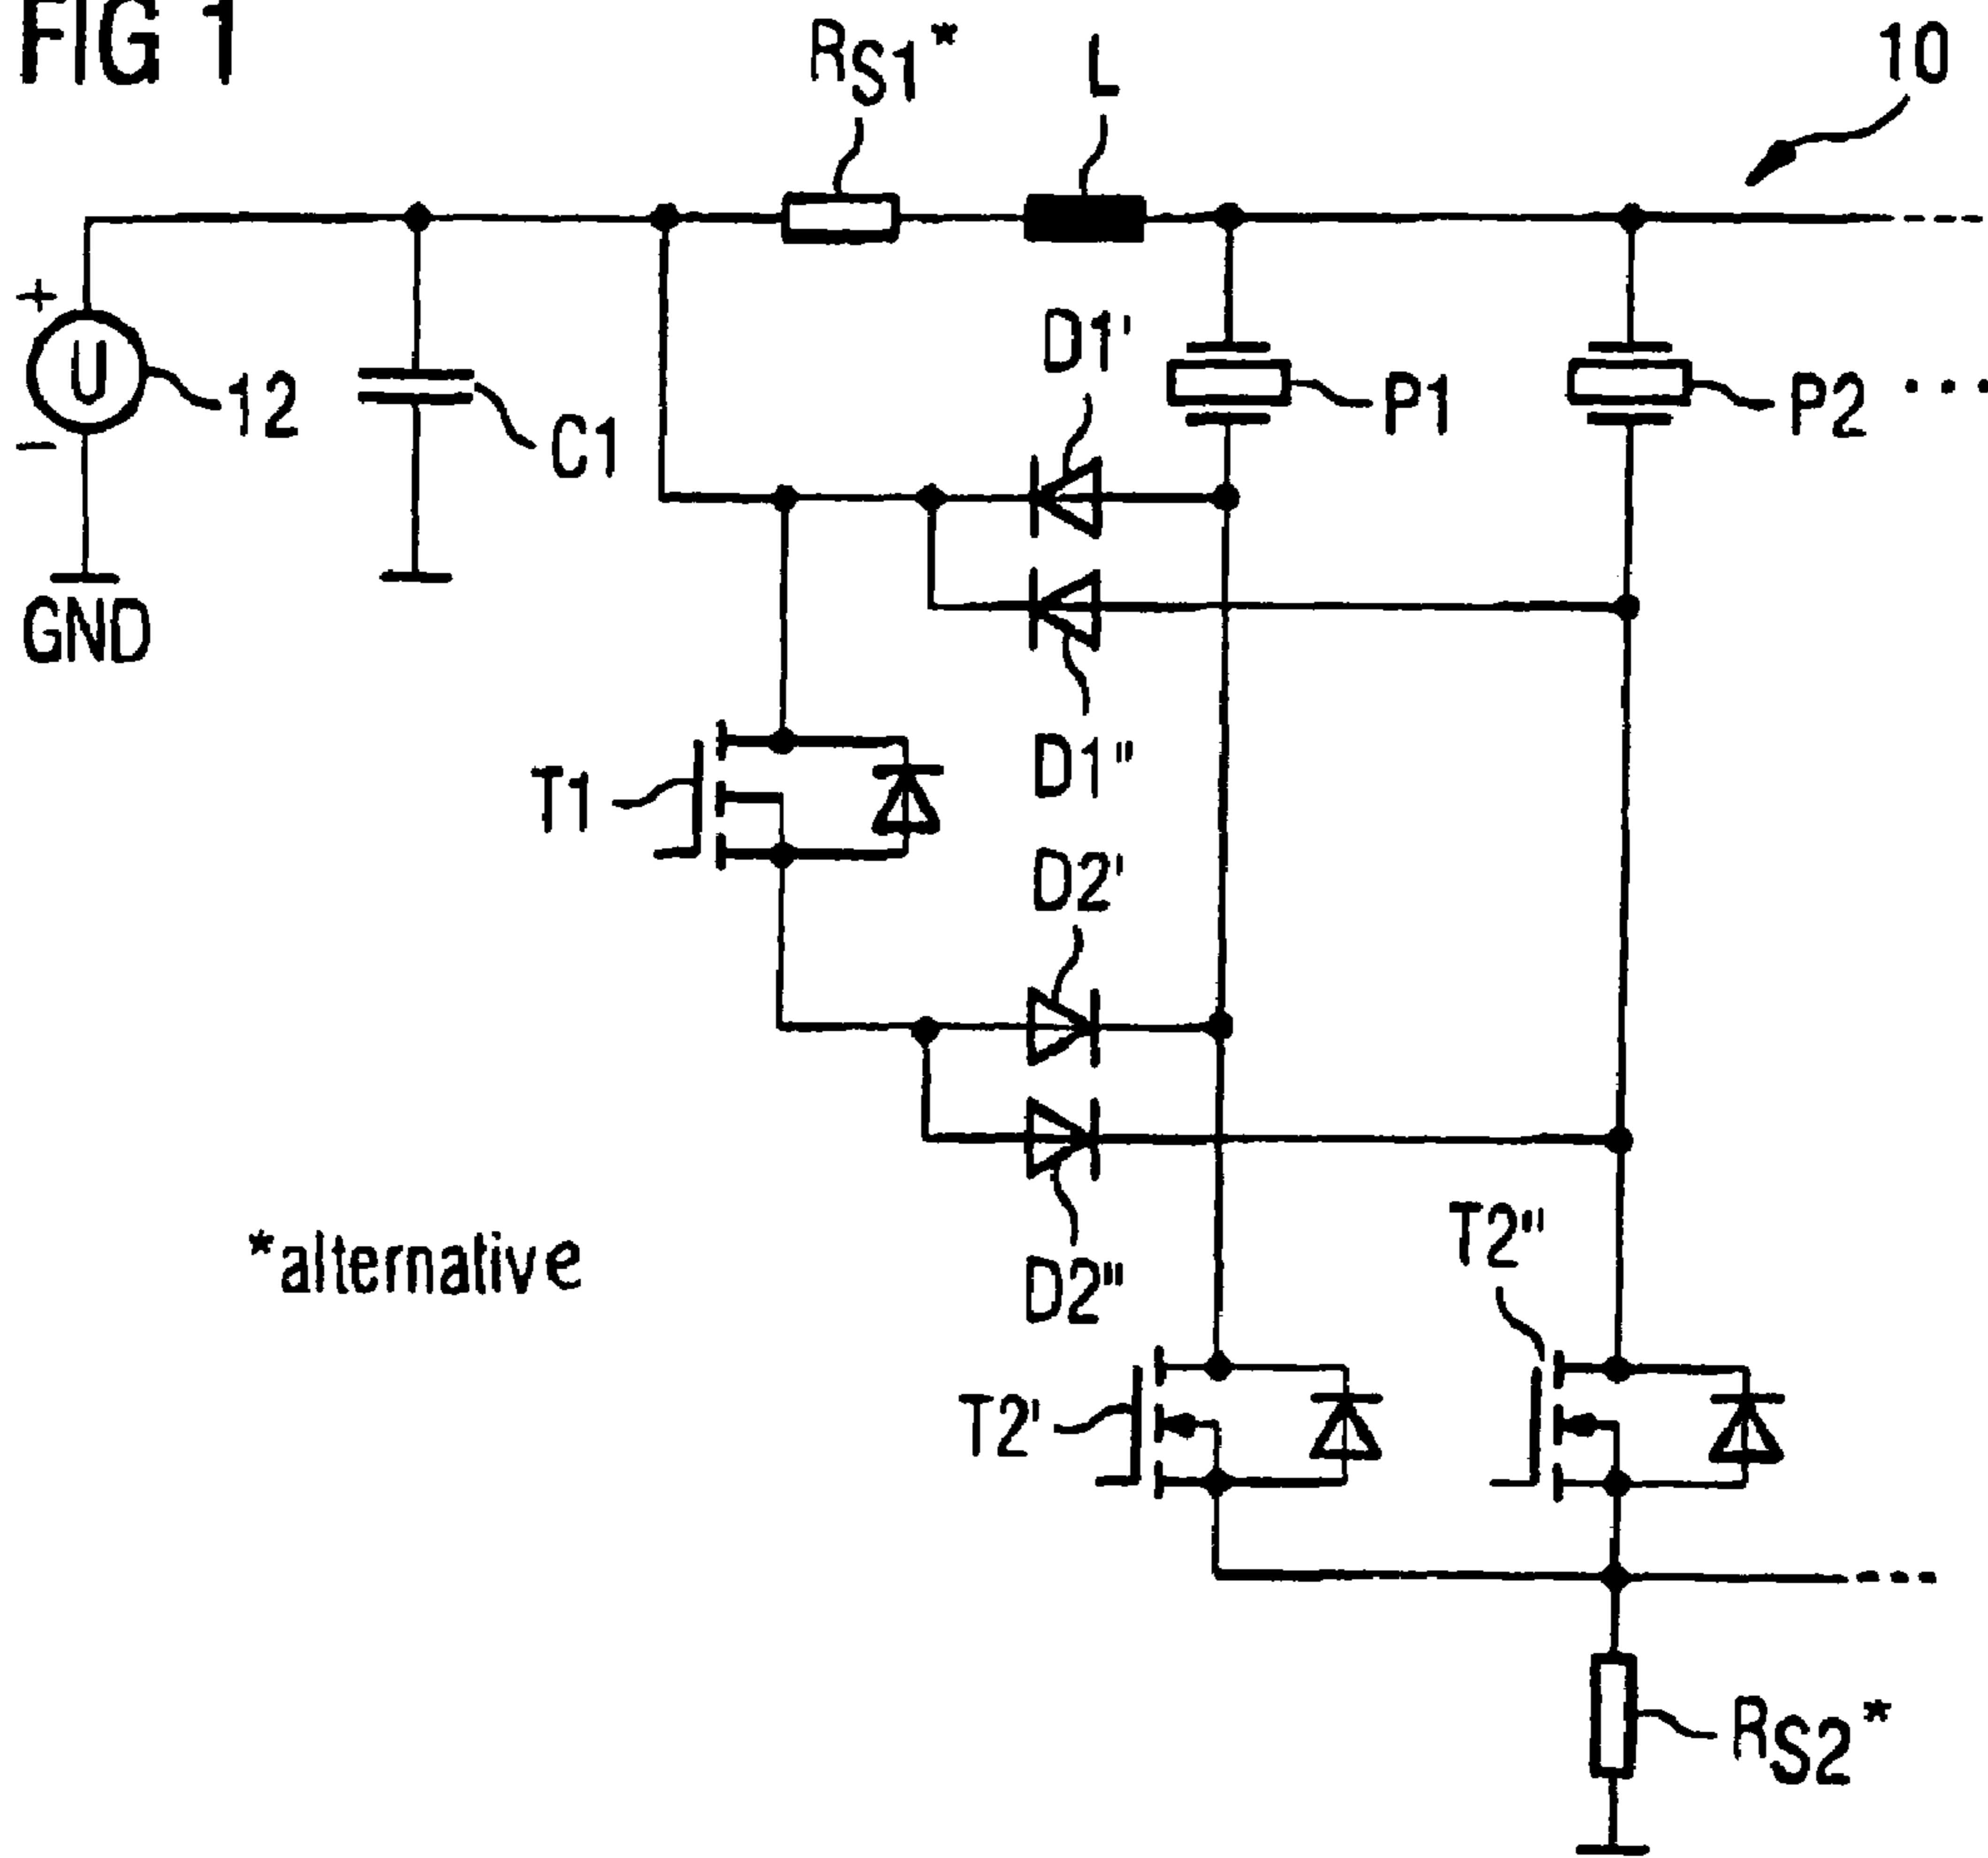 FIG 1
RS1*
L
10
+
U
12
−
GND
C1
D1'
P1
P2 ...
D1"
T1
D2'
D2"
*alternative
T2"
T2'
RS2*